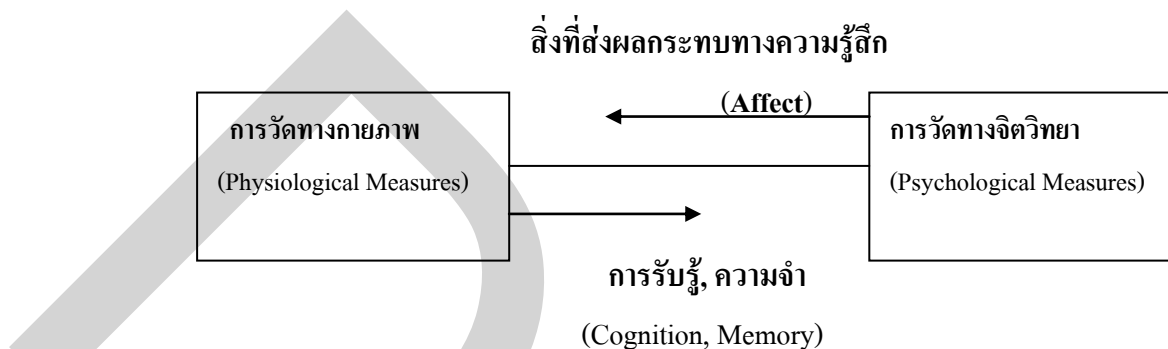 สิ่งที่ส่งผลกระทบทางความรู้สึก
(Affect)
การวัดทางกายภาพ
(Physiological Measures)
การวัดทางจิตวิทยา
(Psychological Measures)
การรับรู้, ความจำ
(Cognition, Memory)